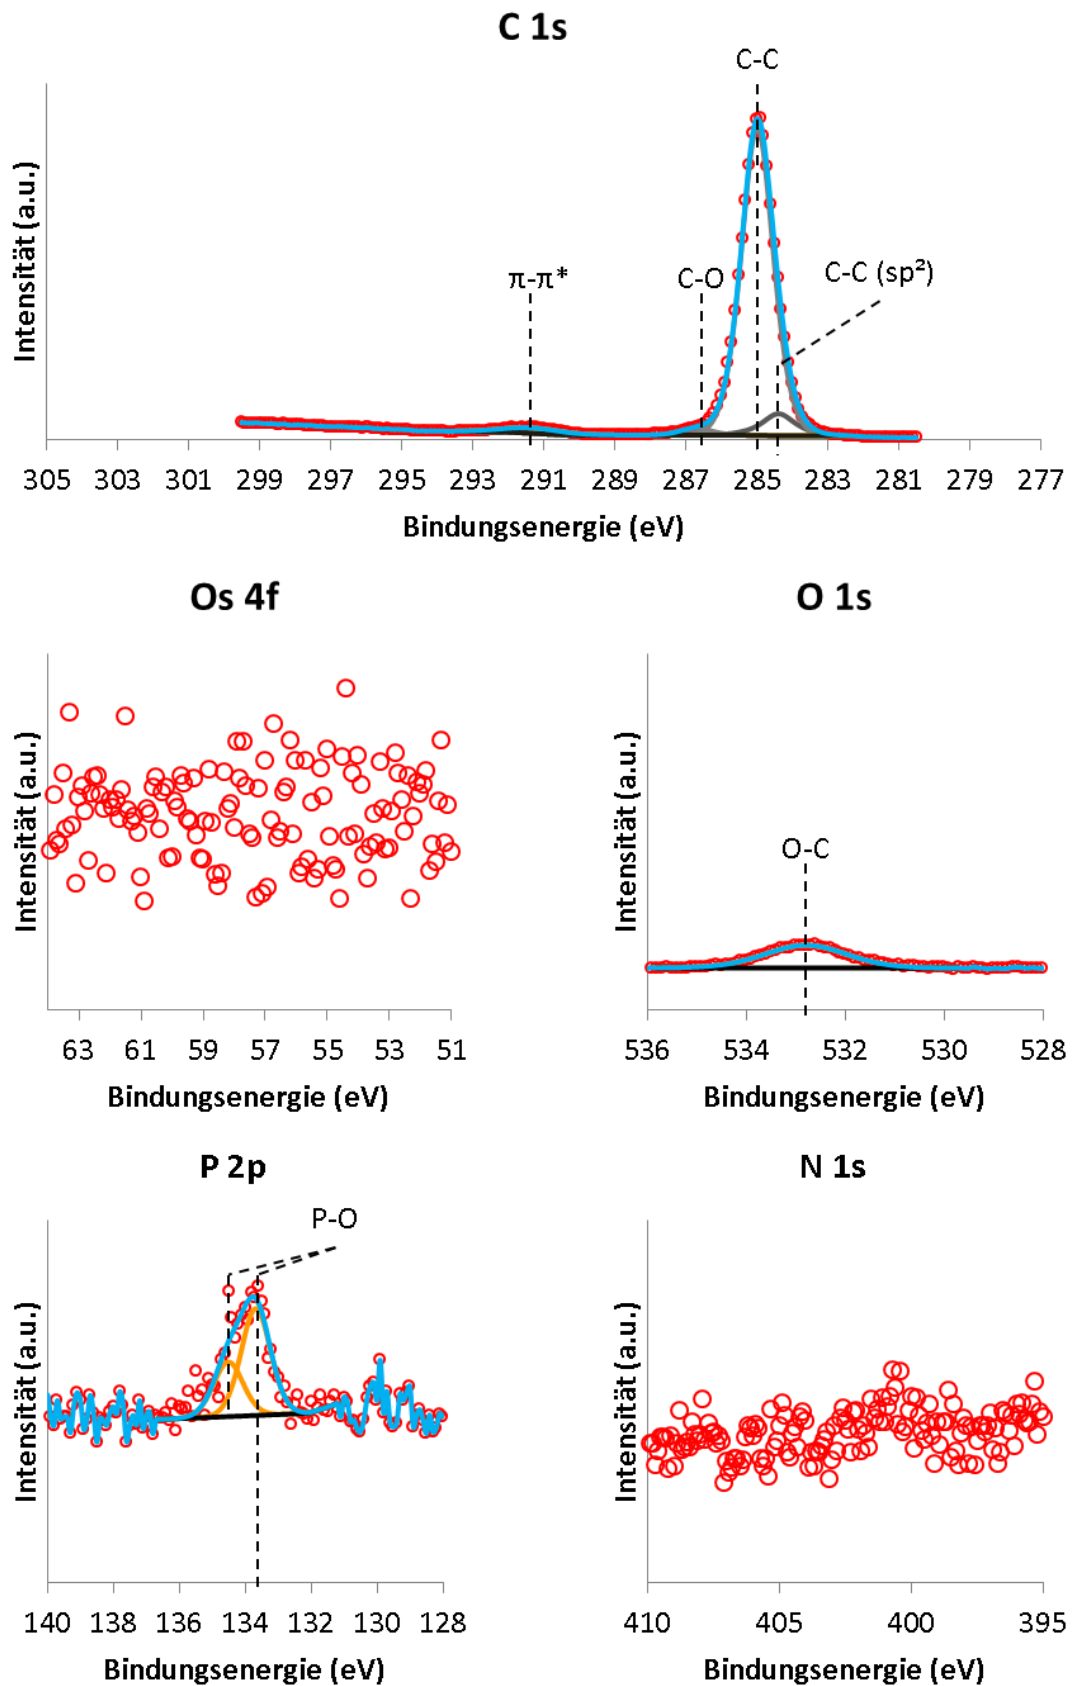 C 1s
C-C
π-π*
C-O
C-C (sp²)
Intensität (a.u.)
305 303 301 299 297 295 293 291 289 287 285 283 281 279 277
Bindungsenergie (eV)
Os 4f
Intensität (a.u.)
63 61 59 57 55 53 51
Bindungsenergie (eV)
O 1s
O-C
Intensität (a.u.)
536 534 532 530 528
Bindungsenergie (eV)
P 2p
P-O
Intensität (a.u.)
140 138 136 134 132 130 128
Bindungsenergie (eV)
N 1s
Intensität (a.u.)
410 405 400 395
Bindungsenergie (eV)